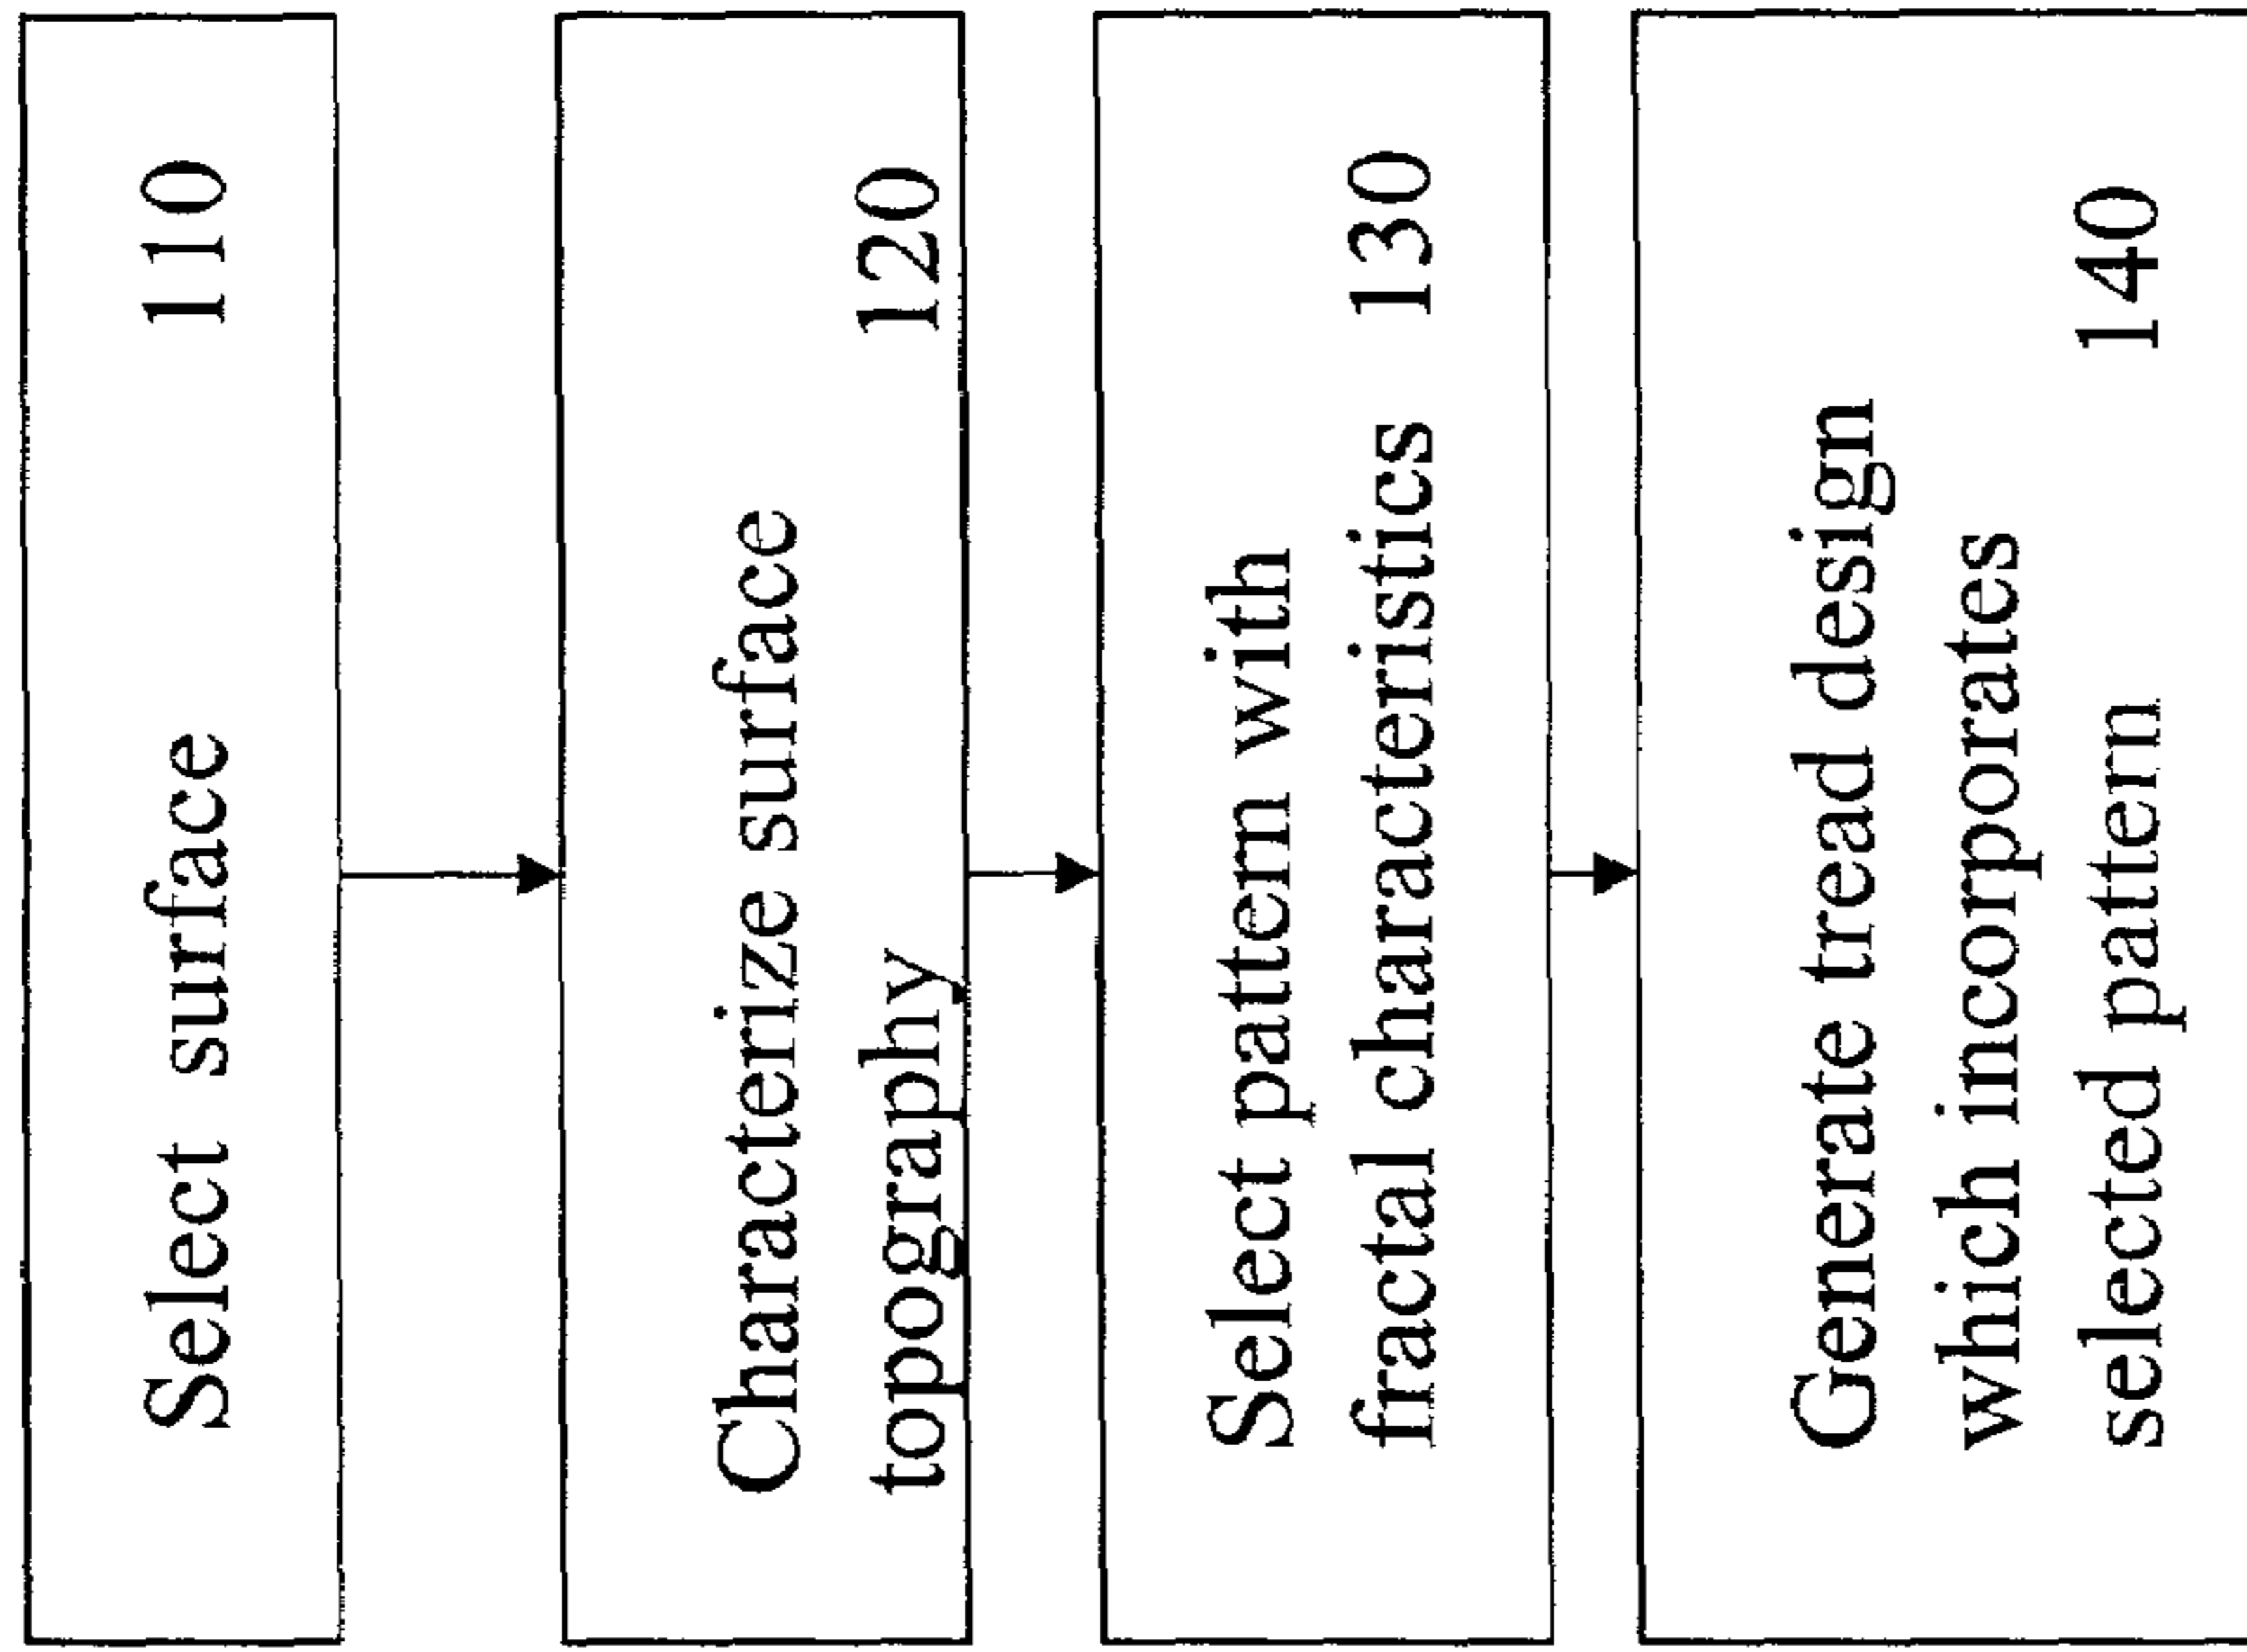 Select surface 110
Characterize surface
topography 120
Select pattern with
fractal characteristics 130
Generate tread design
which incorporates
selected pattern 140